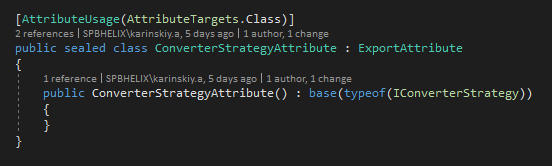 [AttributeUsage(AttributeTargets.Class)]
2 references | SPBHELIX\karinskiy.a, 5 days ago | 1 author, 1 change
public sealed class ConverterStrategyAttribute : ExportAttribute
{
1 reference | SPBHELIX\karinskiy.a, 5 days ago | 1 author, 1 change
public ConverterStrategyAttribute() : base(typeof(IConverterStrategy))
{
}
}